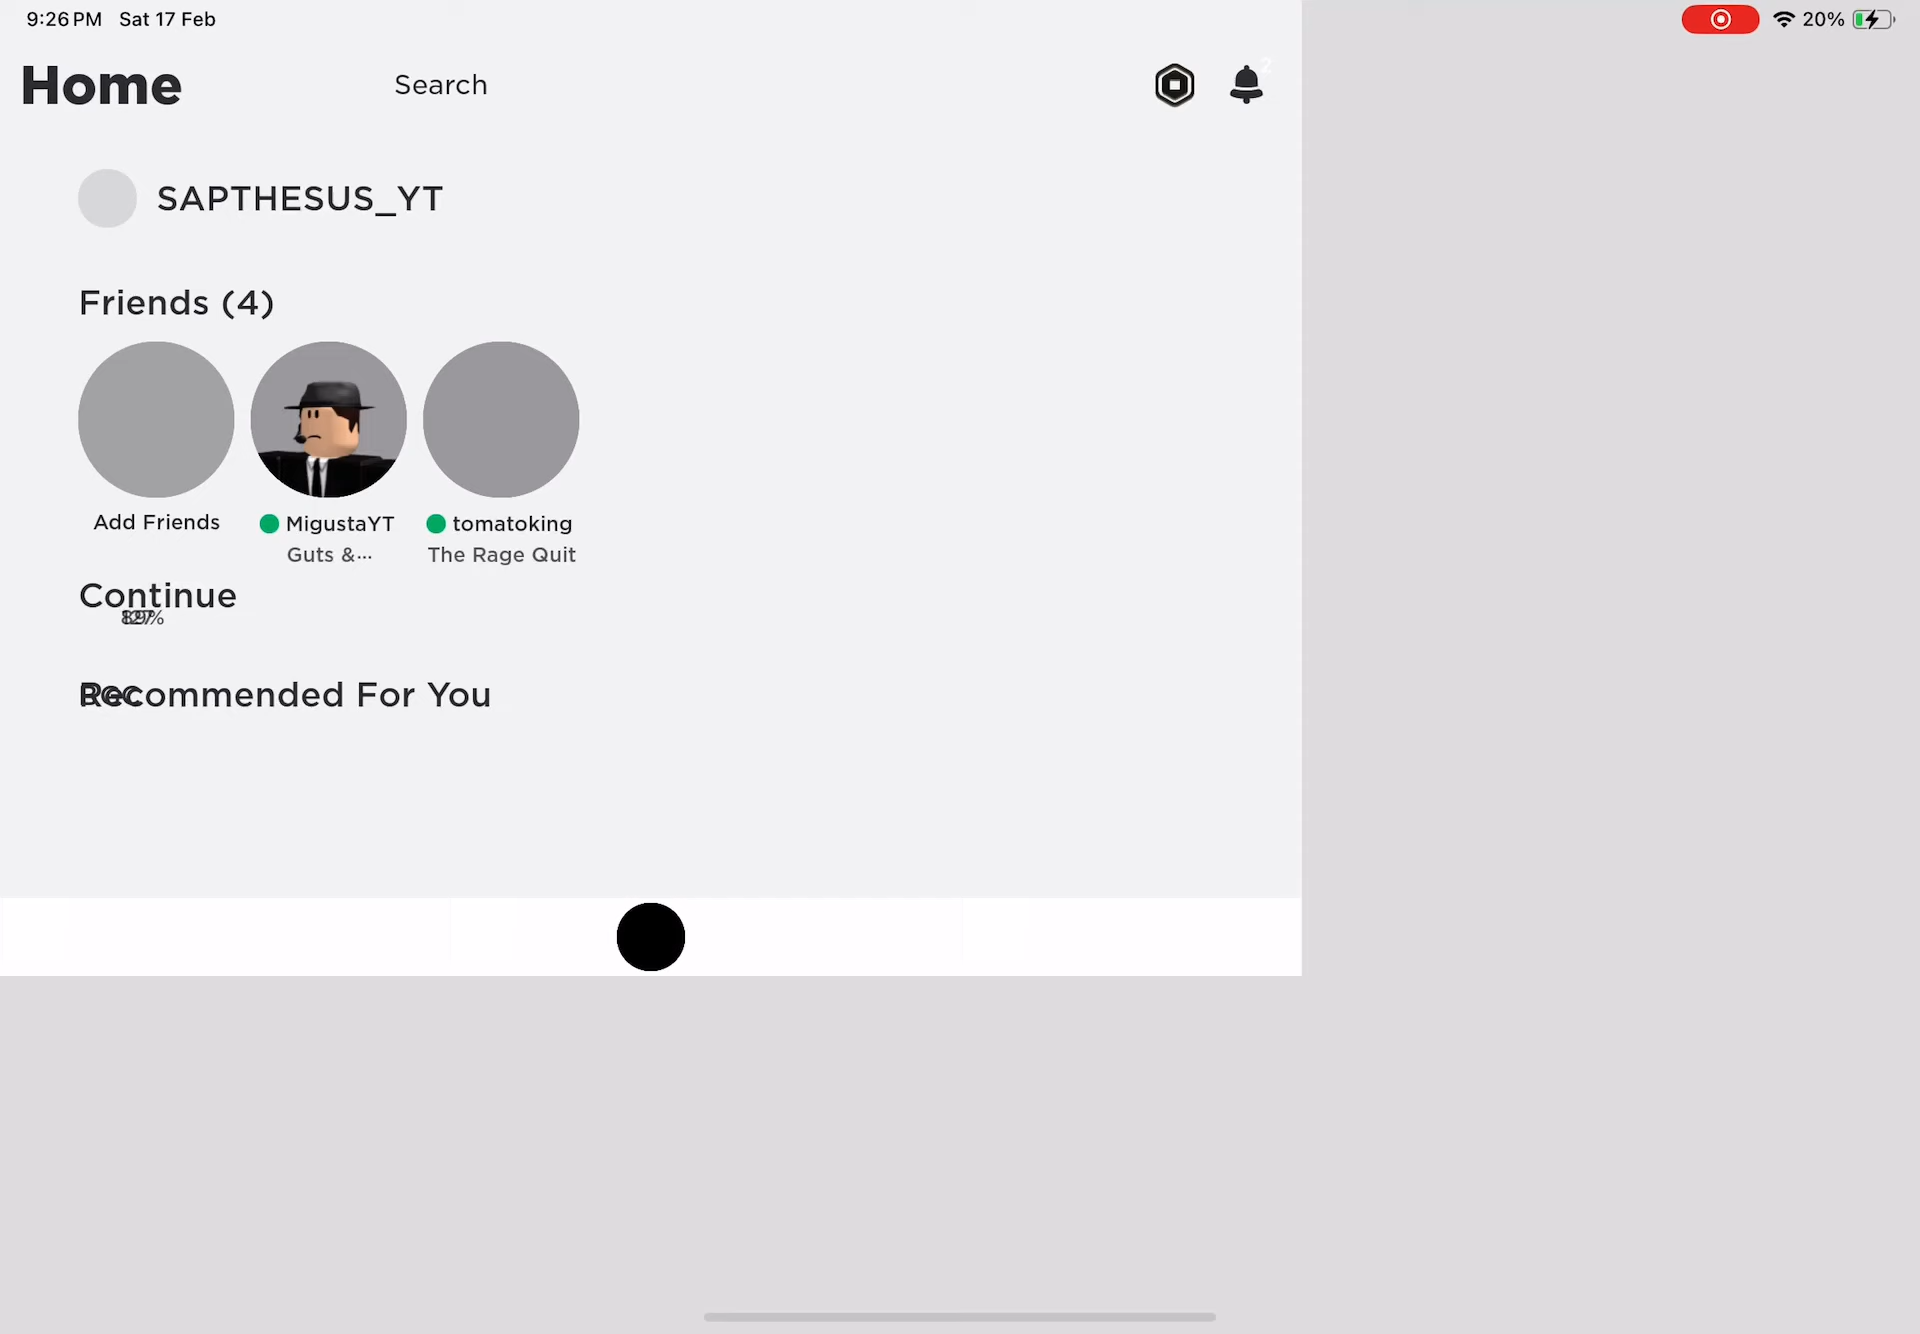 9:26 PM Sat 17 Feb
20%
Home
Search
2
SAPTHESUS_YT
Friends (4)
Add Friends
MigustaYT
tomatoking
Guts &...
The Rage Quit
Continue
Recommended For You